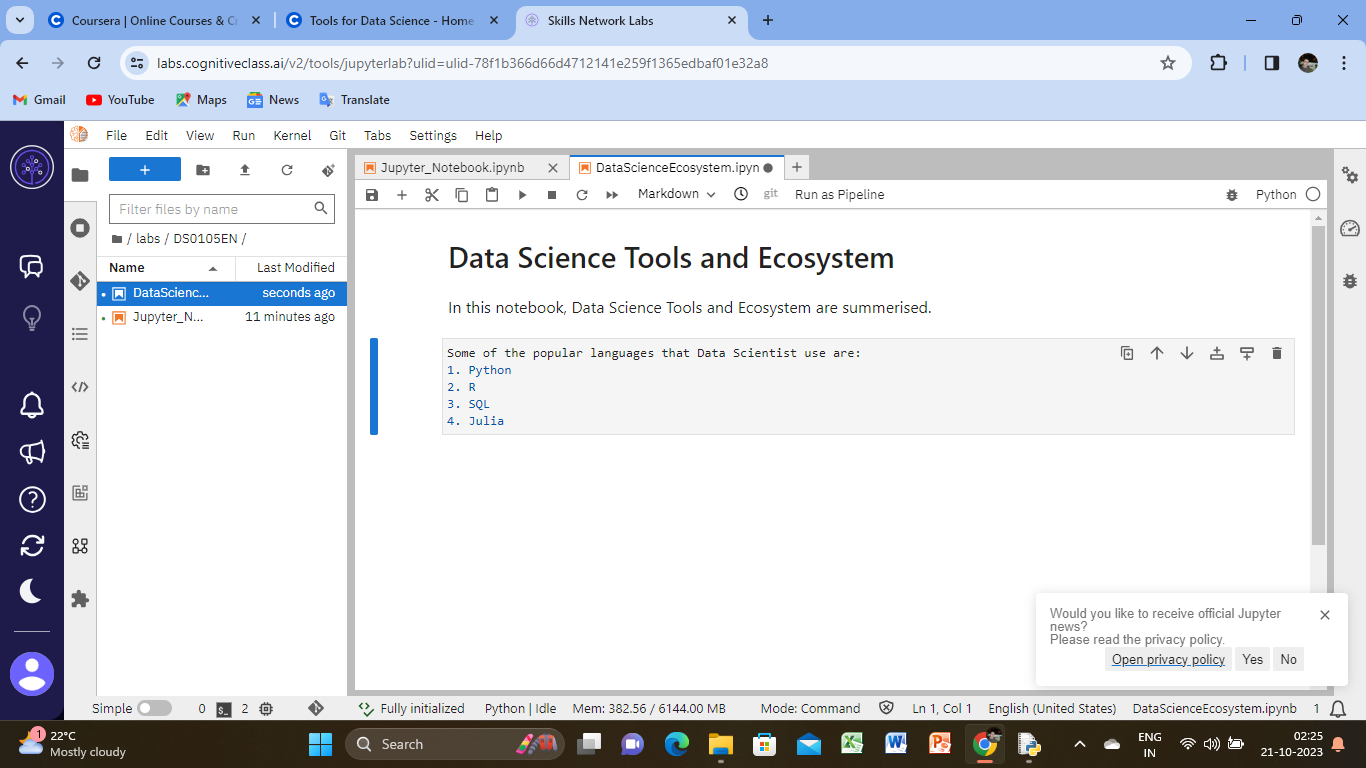 Coursera | Online Courses & C
Tools for Data Science - Home
Skills Network Labs
labs.cognitiveclass.ai/v2/tools/jupyterlab?ulid=ulid-78f1b366d66d4712141e259f1365edbaf01e32a8
Gmail
YouTube
Maps
News
Translate
File Edit View Run Kernel Git Tabs Settings Help
Jupyter_Notebook.ipynb
DataScienceEcosystem.ipyn
Filter files by name
Markdown
git
Run as Pipeline
Python
/ labs / DS0105EN /
Name
Last Modified
DataScienc...
seconds ago
Jupyter_N...
11 minutes ago
Data Science Tools and Ecosystem
In this notebook, Data Science Tools and Ecosystem are summerised.
Some of the popular languages that Data Scientist use are:
1. Python
2. R
3. SQL
4. Julia
Would you like to receive official Jupyter
news?
Please read the privacy policy.
Open privacy policy
Yes
No
Simple
0
2
Fully initialized
Python | Idle
Mem: 382.56 / 6144.00 MB
Mode: Command
Ln 1, Col 1
English (United States)
DataScienceEcosystem.ipynb
1
1
22°C
Mostly cloudy
Search
ENG
IN
02:25
21-10-2023